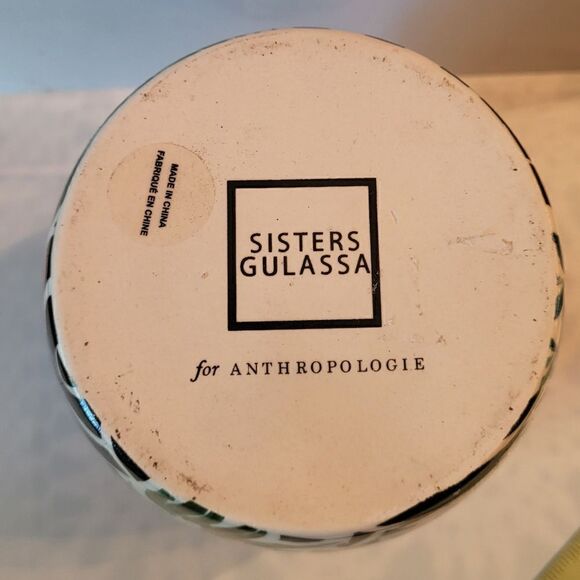 MADE IN CHINA
FABRIQUÉ EN CHINE
SISTERS
GULASSA
for ANTHROPOLOGIE